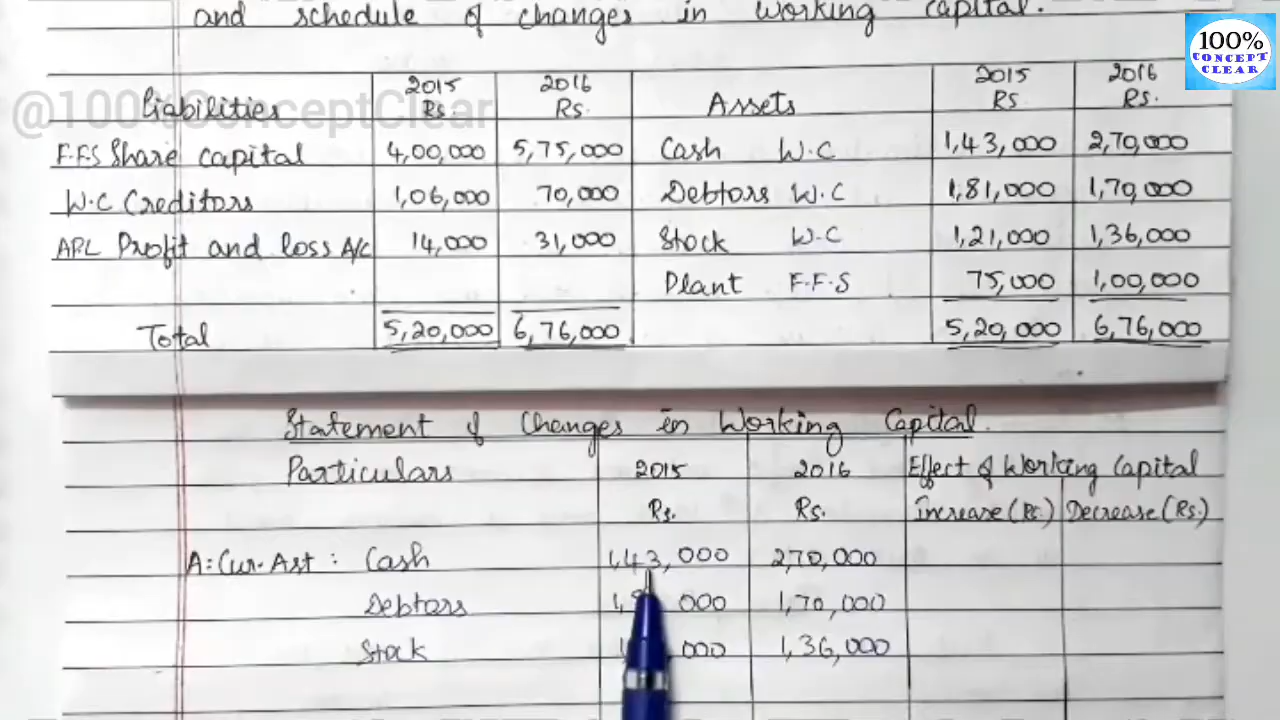 and schedule of changes in working capital.
100%
CONCEPT
CLEAR
@100%ConceptClear
Liabilities 2015 Rs. 2016 Rs. Assets 2015 Rs 2016 Rs.
F.F.S Share capital 4,00,000 5,75,000 Cash W.C 1,43,000 2,70,000
W.C Creditors 1,06,000 70,000 Debtors W.C 1,81,000 1,70,000
APL Profit and loss A/c 14,000 31,000 Stock W.C 1,21,000 1,36,000
Plant F.F.S 75,000 1,00,000
Total 5,20,000 6,76,000 5,20,000 6,76,000
Statement of Changes in Working Capital.
Particulars 2015 2016 Effect of Working Capital
Rs. Rs. Increase (Rs.) Decrease (Rs.)
A: Cur. Ast : Cash 1,43,000 2,70,000
Debtors 000 1,70,000
Stock 000 1,36,000